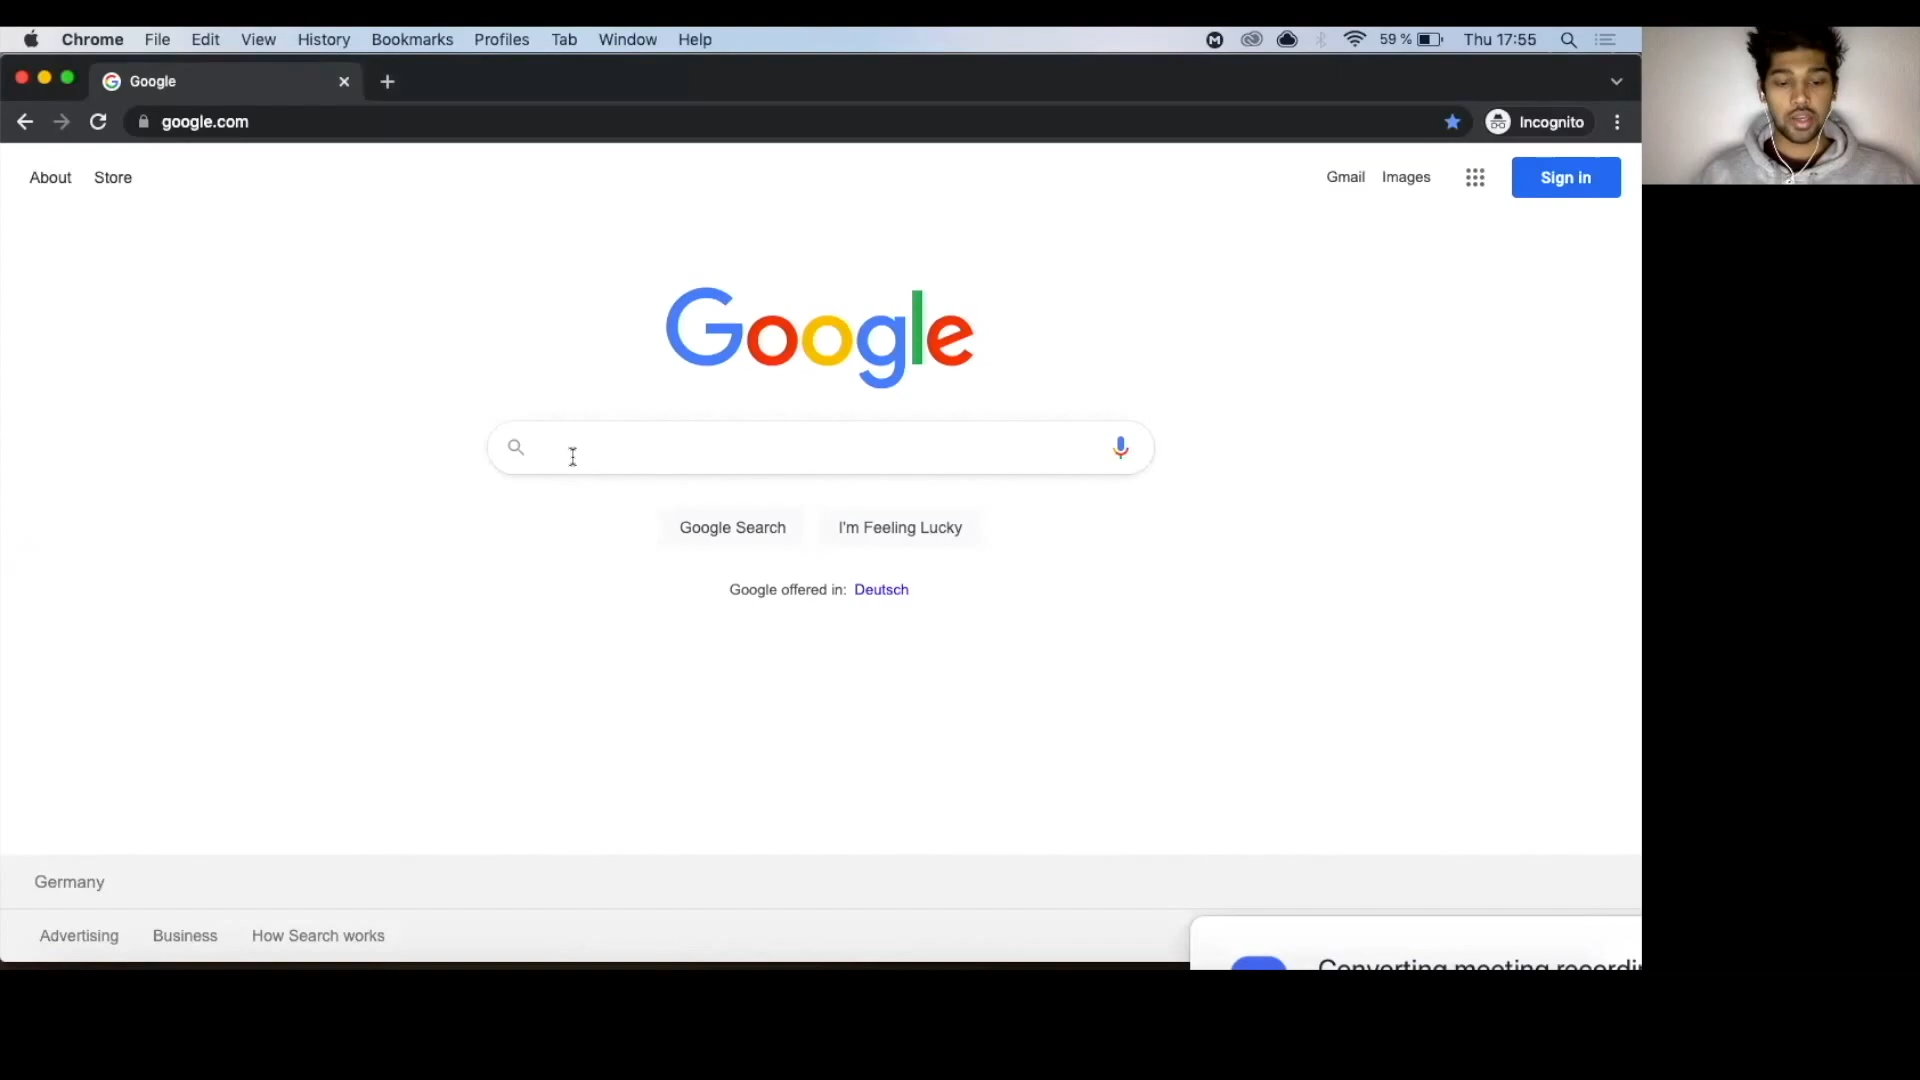 Chrome File Edit View History Bookmarks Profiles Tab Window Help 59 % Thu 17:55
Google
google.com Incognito
About Store Gmail Images Sign in
Google
Google Search I'm Feeling Lucky
Google offered in: Deutsch
Germany
Advertising Business How Search works
Converting meeting